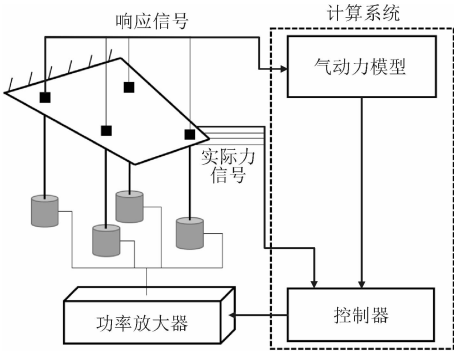 计算系统
响应信号
气动力模型
实际力
信号
功率放大器
控制器